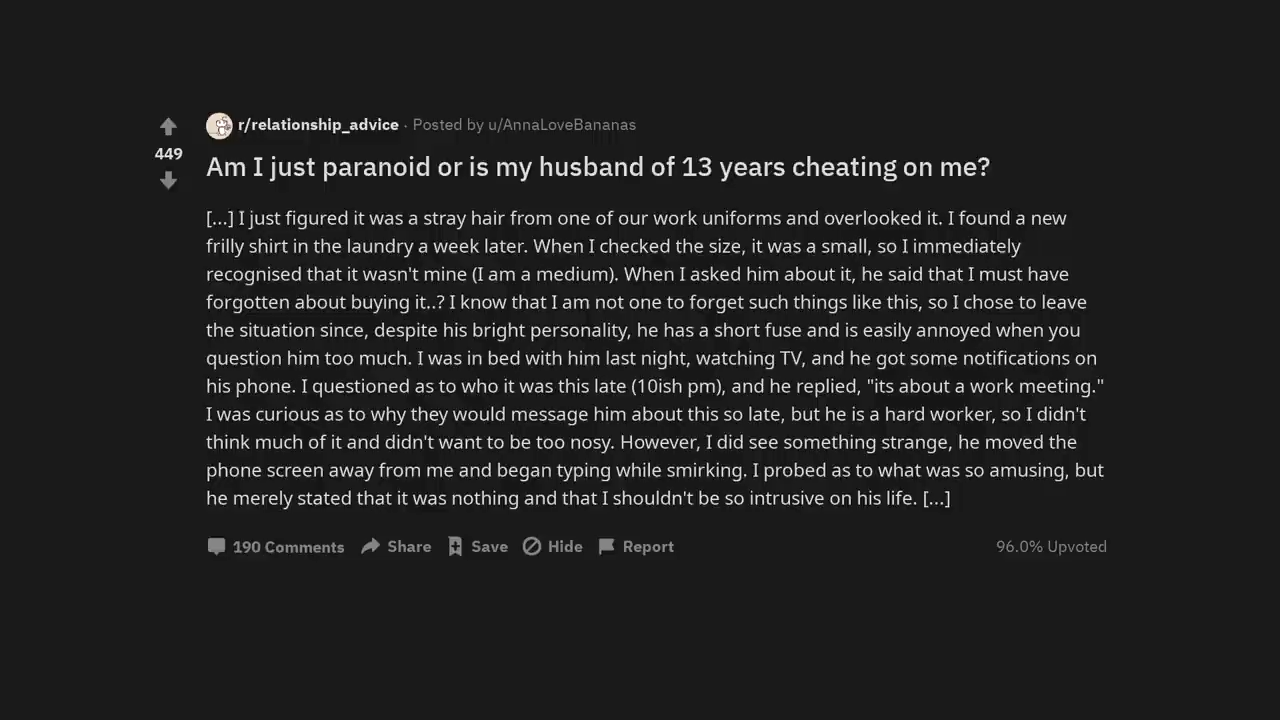 r/relationship_advice · Posted by u/AnnaLoveBananas
449
Am I just paranoid or is my husband of 13 years cheating on me?
[...] I just figured it was a stray hair from one of our work uniforms and overlooked it. I found a new
frilly shirt in the laundry a week later. When I checked the size, it was a small, so I immediately
recognised that it wasn't mine (I am a medium). When I asked him about it, he said that I must have
forgotten about buying it..? I know that I am not one to forget such things like this, so I chose to leave
the situation since, despite his bright personality, he has a short fuse and is easily annoyed when you
question him too much. I was in bed with him last night, watching TV, and he got some notifications on
his phone. I questioned as to who it was this late (10ish pm), and he replied, "its about a work meeting."
I was curious as to why they would message him about this so late, but he is a hard worker, so I didn't
think much of it and didn't want to be too nosy. However, I did see something strange, he moved the
phone screen away from me and began typing while smirking. I probed as to what was so amusing, but
he merely stated that it was nothing and that I shouldn't be so intrusive on his life. [...]
190 Comments Share Save Hide Report 96.0% Upvoted